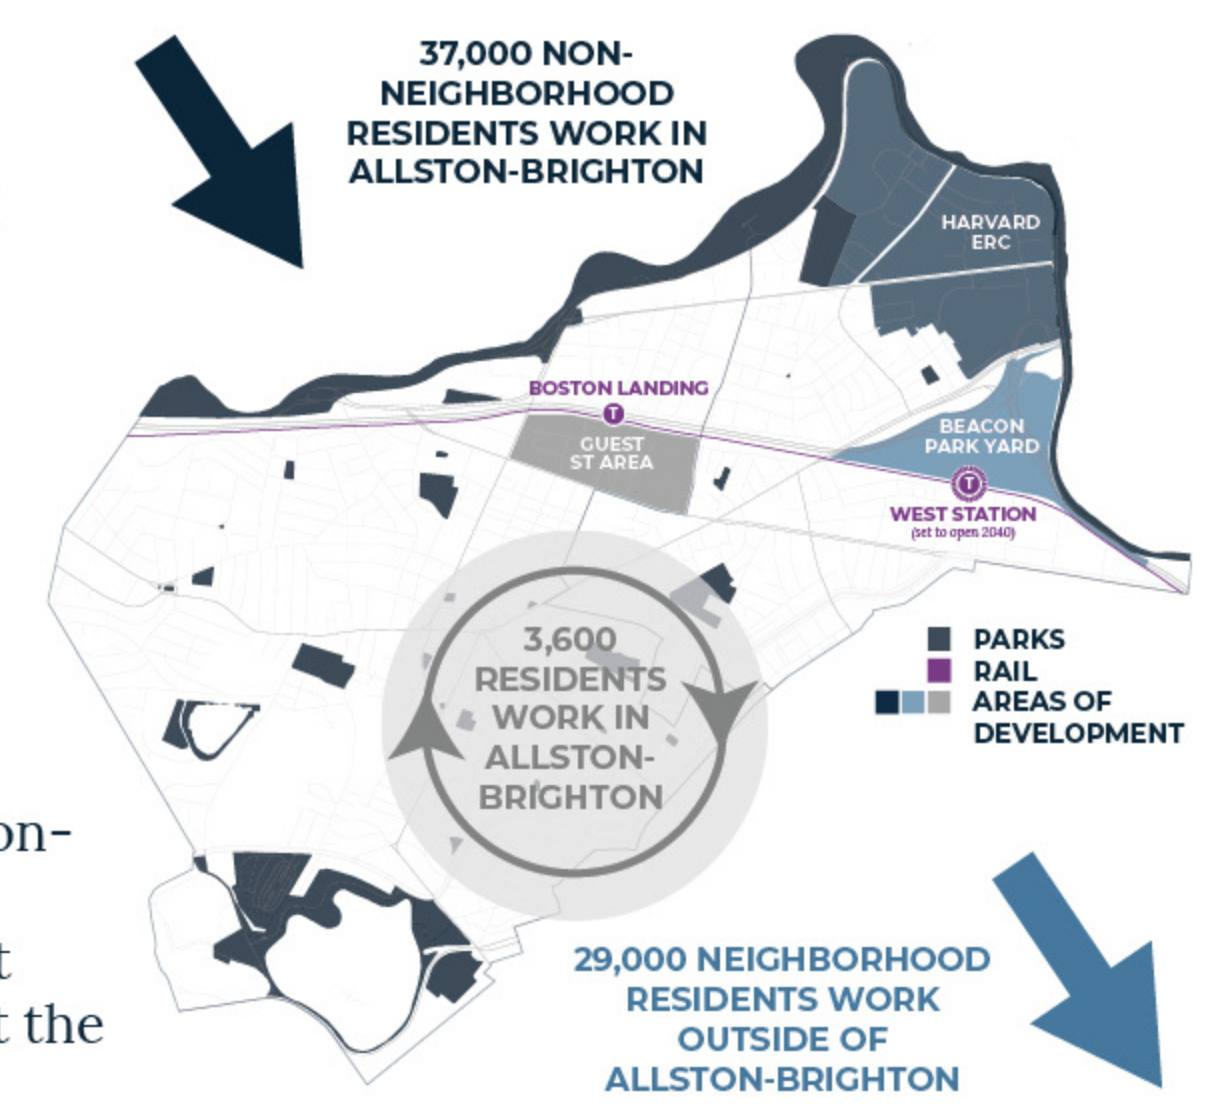 37,000 NON-
NEIGHBORHOOD
RESIDENTS WORK IN
ALLSTON-BRIGHTON
HARVARD
ERC
BOSTON LANDING
T
GUEST
ST AREA
BEACON
PARK YARD
T
WEST STATION
(set to open 2040)
3,600
RESIDENTS
WORK IN
ALLSTON-
BRIGHTON
PARKS
RAIL
AREAS OF
DEVELOPMENT
on-
t
t the
29,000 NEIGHBORHOOD
RESIDENTS WORK
OUTSIDE OF
ALLSTON-BRIGHTON